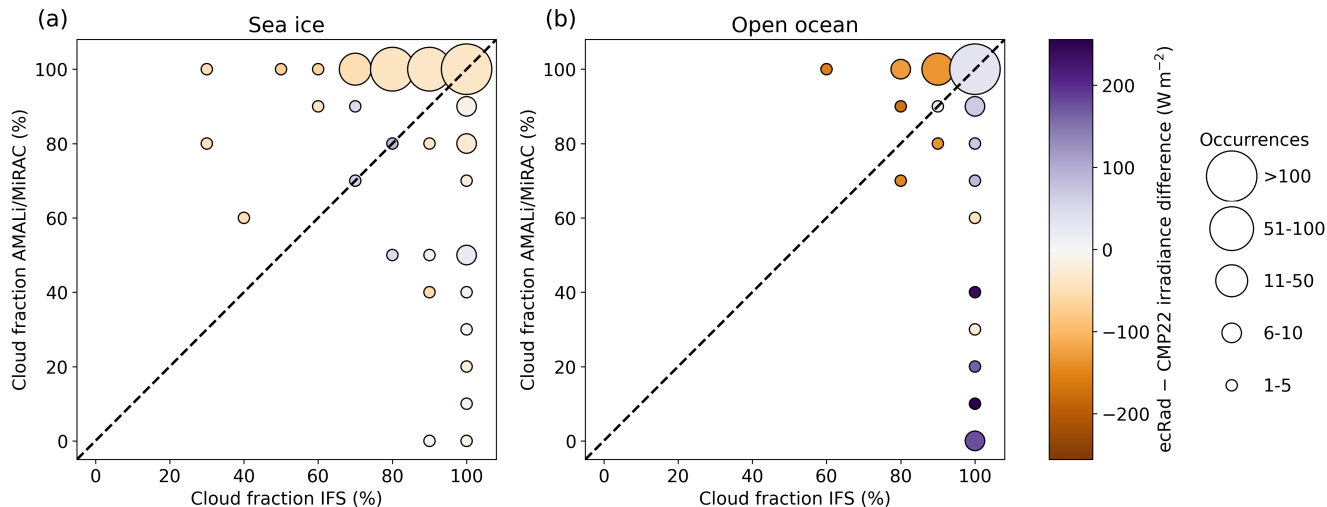 (a)
Sea ice
100
80
60
40
20
0
Cloud fraction AMALi/MiRAC (%)
0 20 40 60 80 100
Cloud fraction IFS (%)
(b)
Open ocean
100
80
60
40
20
0
Cloud fraction AMALi/MiRAC (%)
0 20 40 60 80 100
Cloud fraction IFS (%)
200
100
0
−100
−200
ecRad − CMP22 irradiance difference (W m⁻²)
Occurrences
>100
51-100
11-50
6-10
1-5